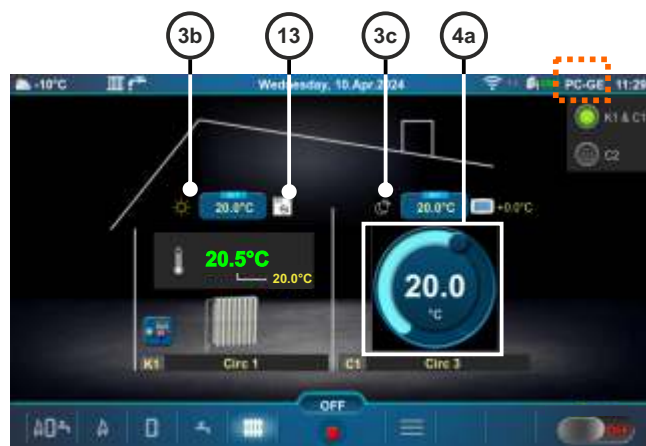 3b 13 3c 4a
-10°C Wednesday, 10.Apr.2024 PC-GE 11:29
K1 & C1
C2
20.0°C 20.0°C +0.0°C
20.5°C
20.0°C
20.0
°C
K1 Circ 1 C1 Circ 3
OFF
OFF